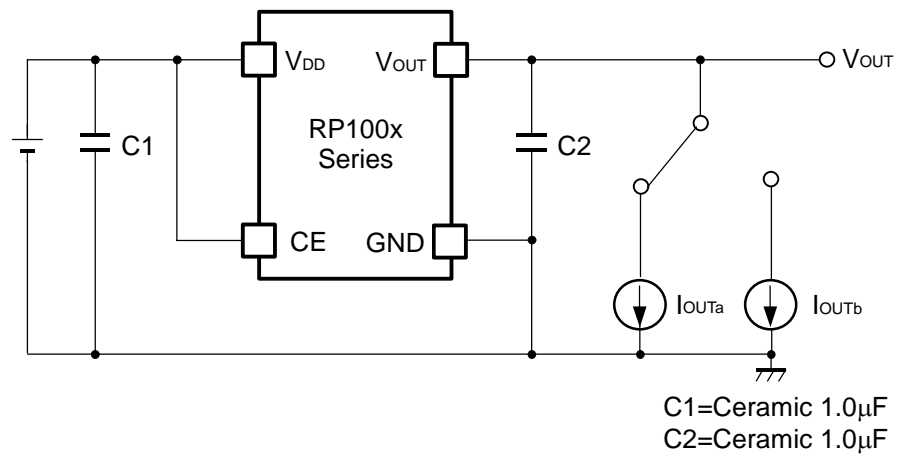 VDD
VOUT
VOUT
RP100x
Series
C1
C2
CE
GND
IOUTa
IOUTb
C1=Ceramic 1.0μF
C2=Ceramic 1.0μF